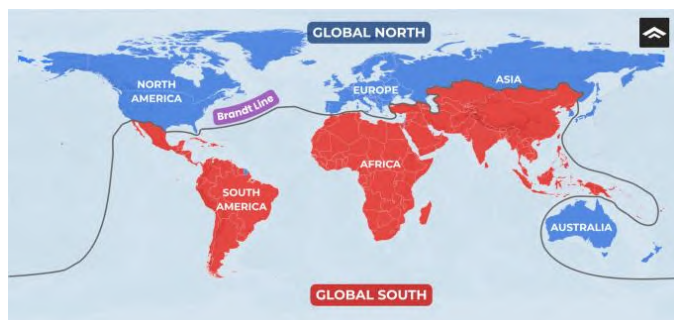 GLOBAL NORTH
NORTH
AMERICA
EUROPE
ASIA
Brandt Line
AFRICA
SOUTH
AMERICA
AUSTRALIA
GLOBAL SOUTH